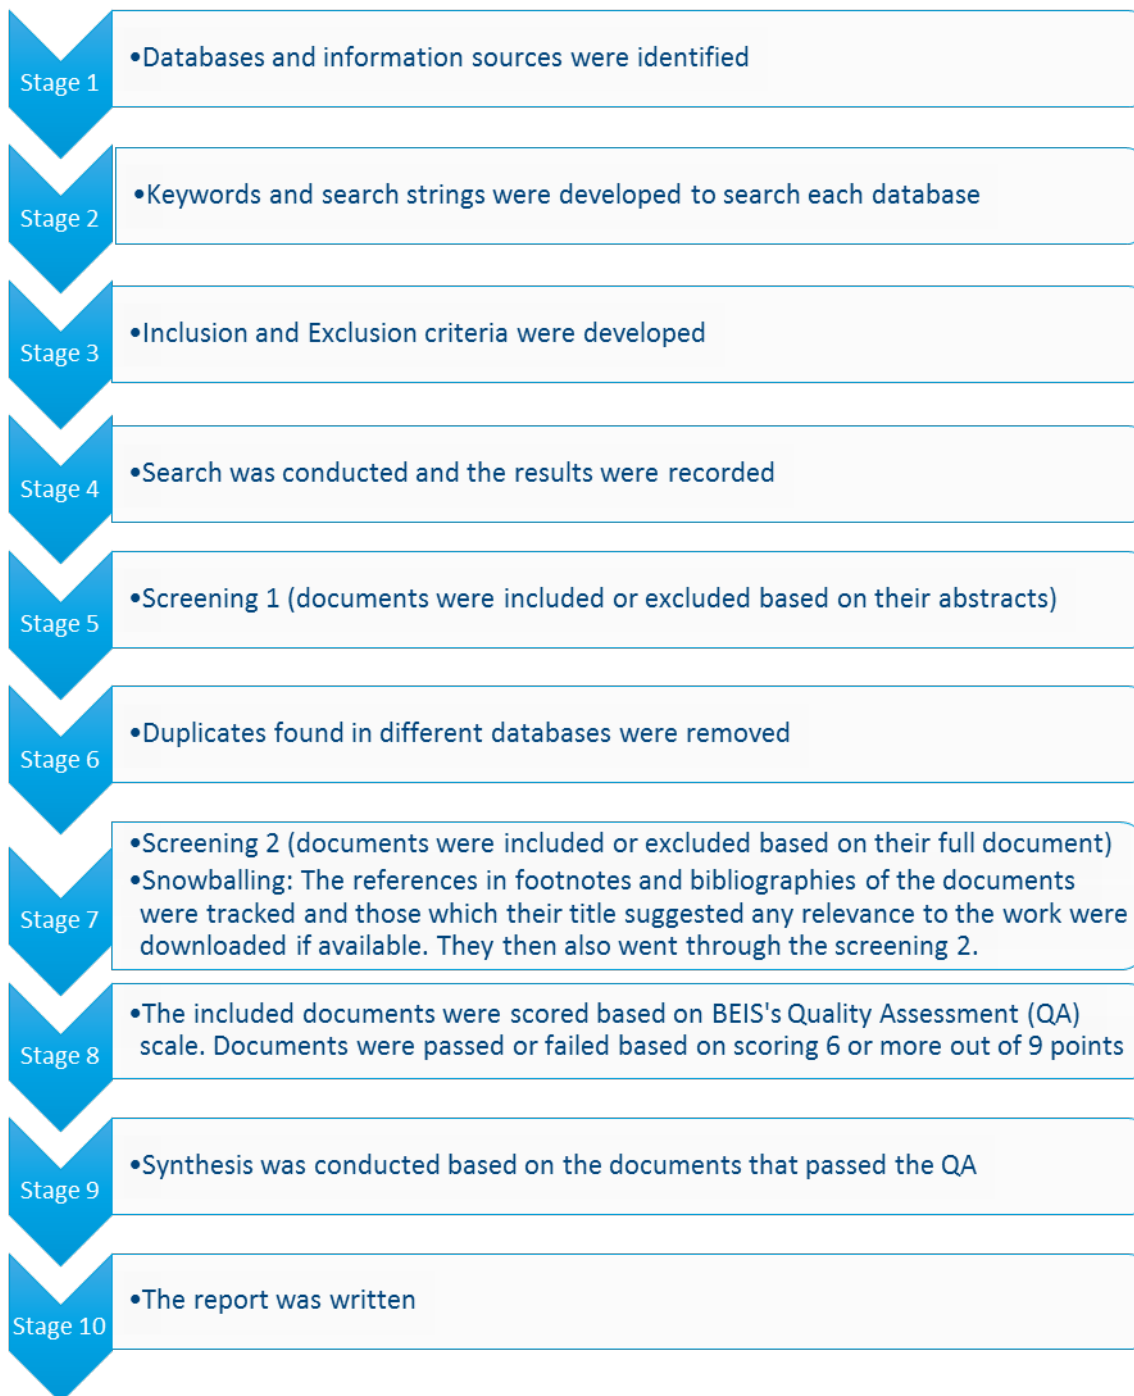 Stage 1
•Databases and information sources were identified
Stage 2
•Keywords and search strings were developed to search each database
Stage 3
•Inclusion and Exclusion criteria were developed
Stage 4
•Search was conducted and the results were recorded
Stage 5
•Screening 1 (documents were included or excluded based on their abstracts)
Stage 6
•Duplicates found in different databases were removed
Stage 7
•Screening 2 (documents were included or excluded based on their full document)
•Snowballing: The references in footnotes and bibliographies of the documents
were tracked and those which their title suggested any relevance to the work were
downloaded if available. They then also went through the screening 2.
Stage 8
•The included documents were scored based on BEIS's Quality Assessment (QA)
scale. Documents were passed or failed based on scoring 6 or more out of 9 points
Stage 9
•Synthesis was conducted based on the documents that passed the QA
Stage 10
•The report was written